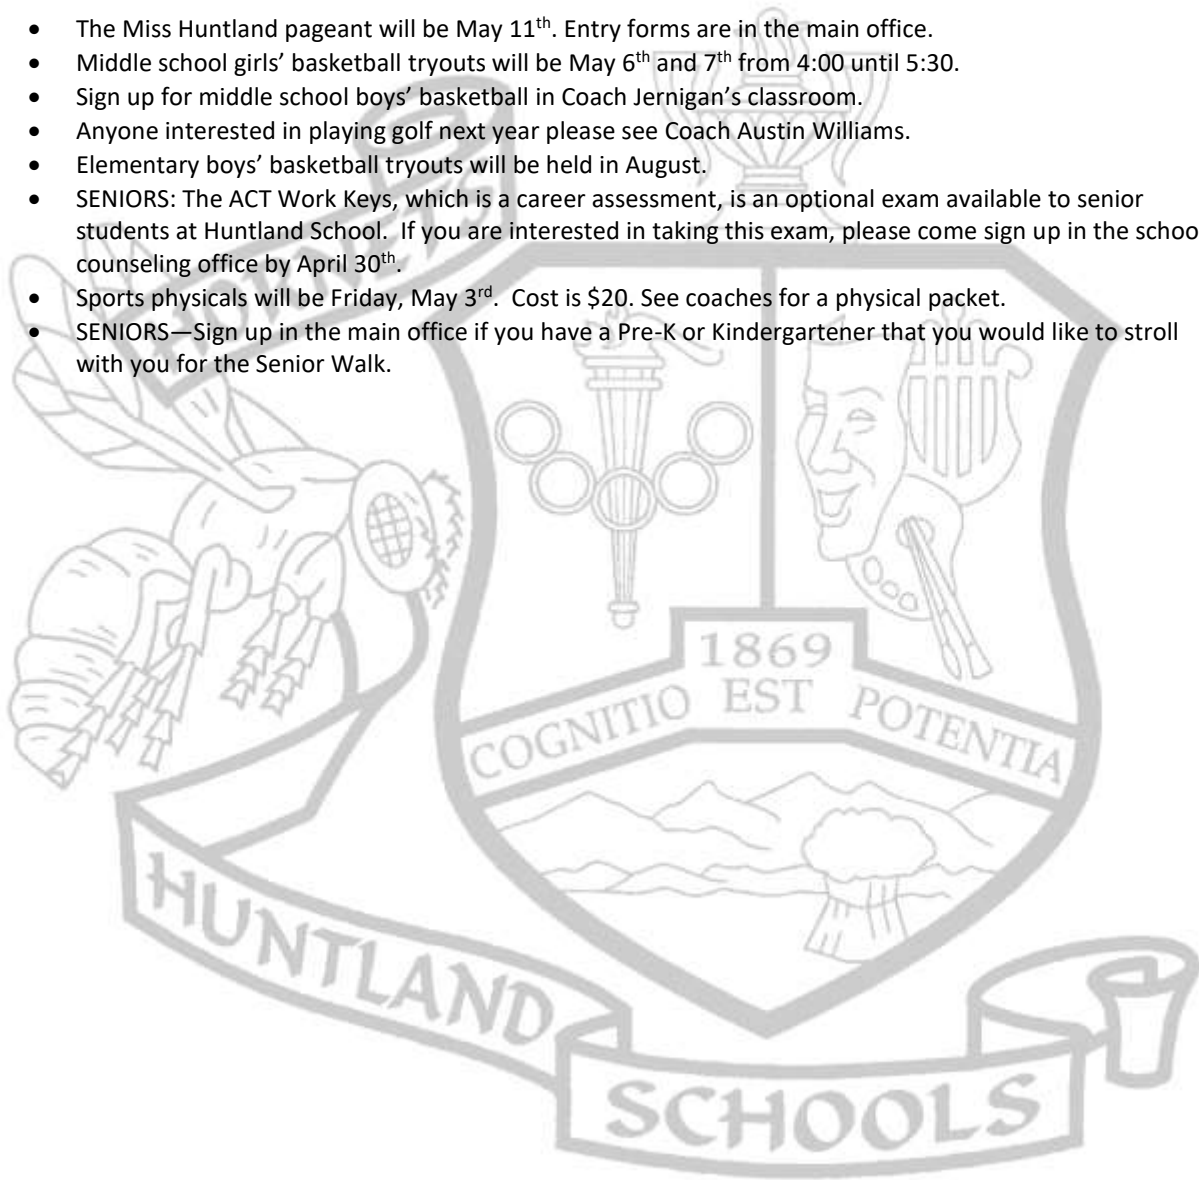 • The Miss Huntland pageant will be May 11th. Entry forms are in the main office.
• Middle school girls’ basketball tryouts will be May 6th and 7th from 4:00 until 5:30.
• Sign up for middle school boys’ basketball in Coach Jernigan’s classroom.
• Anyone interested in playing golf next year please see Coach Austin Williams.
• Elementary boys’ basketball tryouts will be held in August.
• SENIORS: The ACT Work Keys, which is a career assessment, is an optional exam available to senior
students at Huntland School.  If you are interested in taking this exam, please come sign up in the schoo
counseling office by April 30th.
• Sports physicals will be Friday, May 3rd.  Cost is $20. See coaches for a physical packet.
• SENIORS—Sign up in the main office if you have a Pre-K or Kindergartener that you would like to stroll
with you for the Senior Walk.
HORNETS
1869
COGNITIO EST POTENTIA
HUNTLAND
SCHOOLS